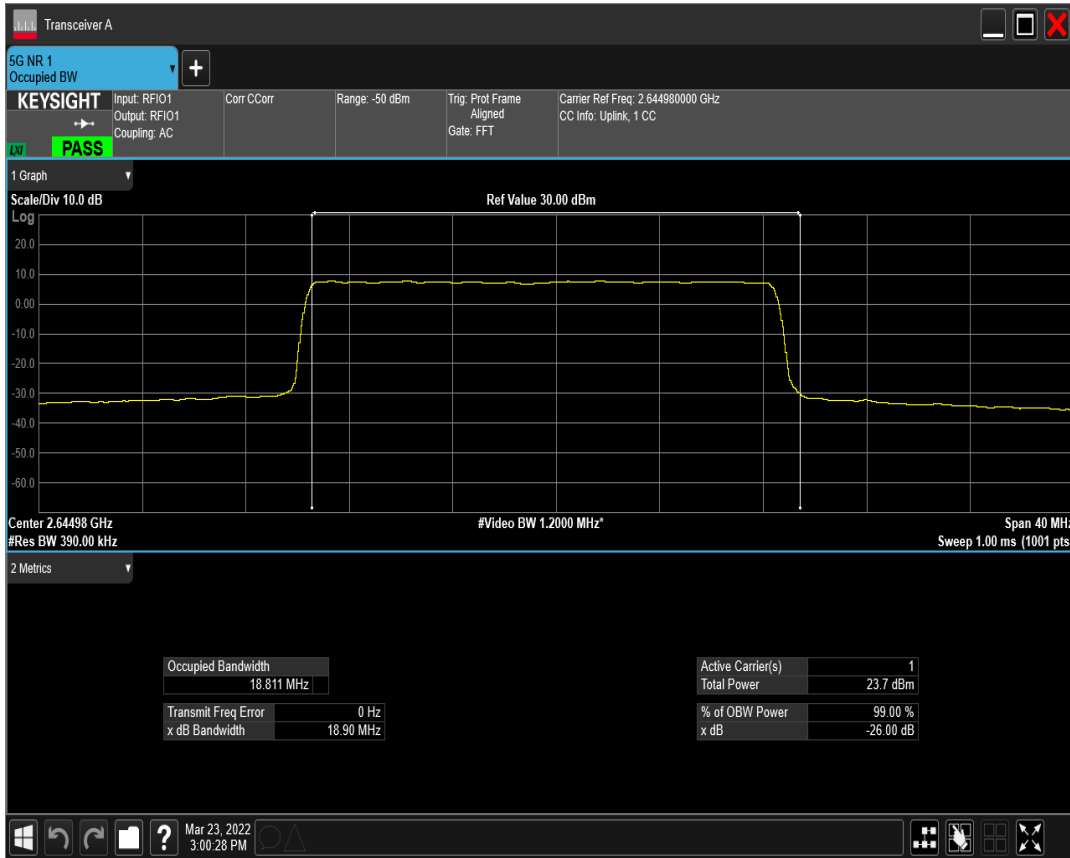 Transceiver A
5G NR 1
Occupied BW
KEYSIGHT
LXI
PASS
Input: RFIO1
Output: RFIO1
Coupling: AC
Corr CCorr
Range: -50 dBm
Trig: Prot Frame
Aligned
Gate: FFT
Carrier Ref Freq: 2.644980000 GHz
CC Info: Uplink, 1 CC
1 Graph
Scale/Div 10.0 dB
Ref Value 30.00 dBm
Log
20.0
10.0
0.00
-10.0
-20.0
-30.0
-40.0
-50.0
-60.0
Center 2.64498 GHz
#Video BW 1.2000 MHz*
Span 40 MHz
#Res BW 390.00 kHz
Sweep 1.00 ms (1001 pts
2 Metrics
Occupied Bandwidth
18.811 MHz
Transmit Freq Error 0 Hz
x dB Bandwidth 18.90 MHz
Active Carrier(s) 1
Total Power 23.7 dBm
% of OBW Power 99.00 %
x dB -26.00 dB
?
Mar 23, 2022
3:00:28 PM